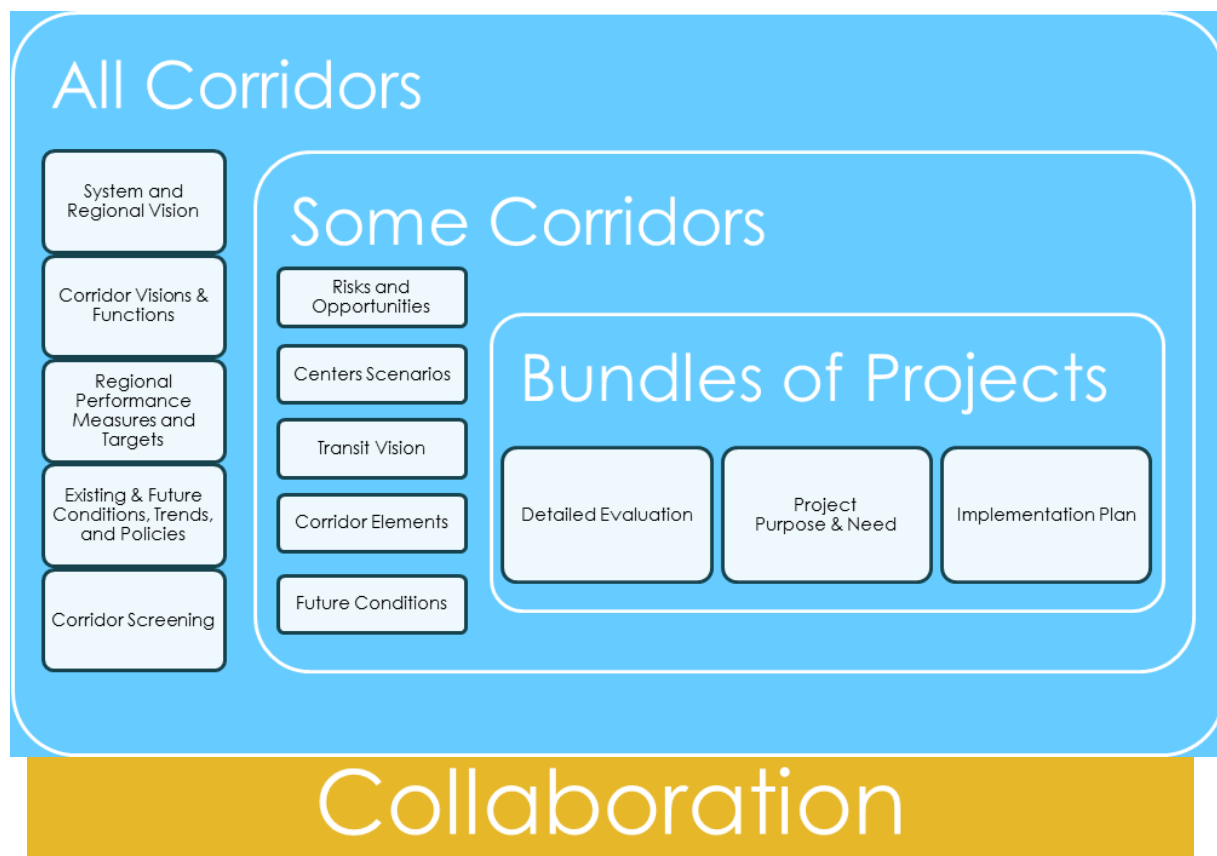 All Corridors
System and
Regional Vision
Corridor Visions &
Functions
Regional
Performance
Measures and
Targets
Existing & Future
Conditions, Trends,
and Policies
Corridor Screening
Some Corridors
Risks and
Opportunities
Centers Scenarios
Transit Vision
Corridor Elements
Future Conditions
Bundles of Projects
Detailed Evaluation
Project
Purpose & Need
Implementation Plan
Collaboration